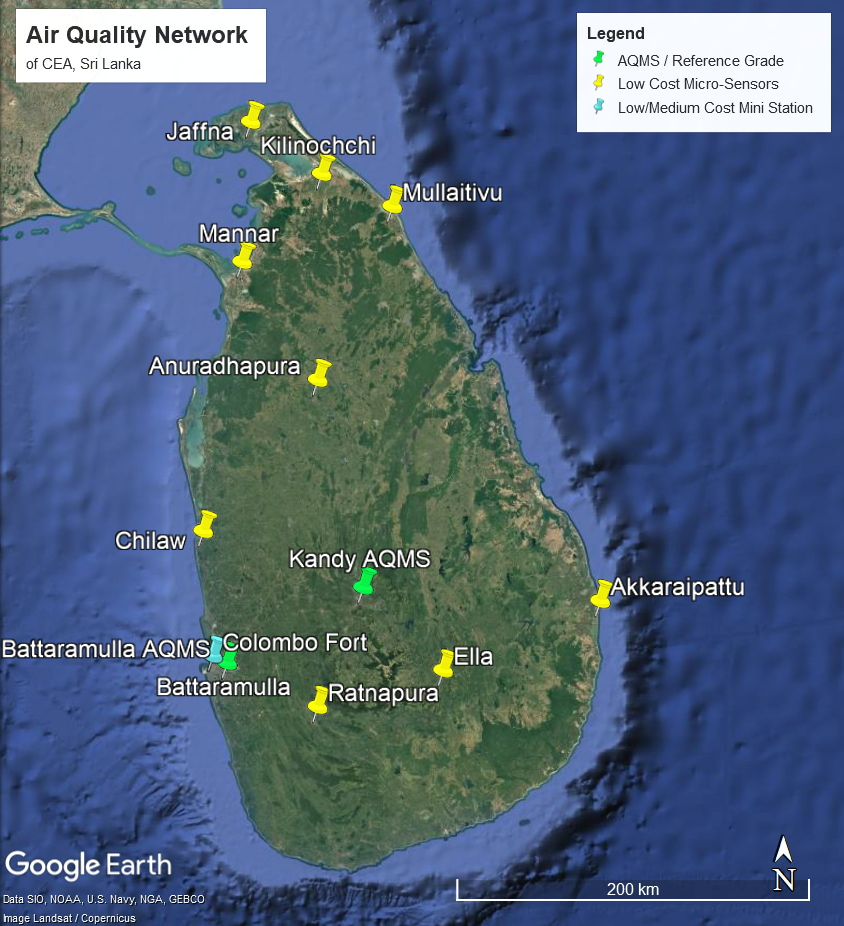 Air Quality Network
of CEA, Sri Lanka
Legend
AQMS / Reference Grade
Low Cost Micro-Sensors
Low/Medium Cost Mini Station
Jaffna
Kilinochchi
Mullaitivu
Mannar
Anuradhapura
Chilaw
Kandy AQMS
Akkaraipattu
Battaramulla AQMS
Colombo Fort
Ella
Battaramulla
Ratnapura
Google Earth
N
200 km
Data SIO, NOAA, U.S. Navy, NGA, GEBCO
Image Landsat / Copernicus